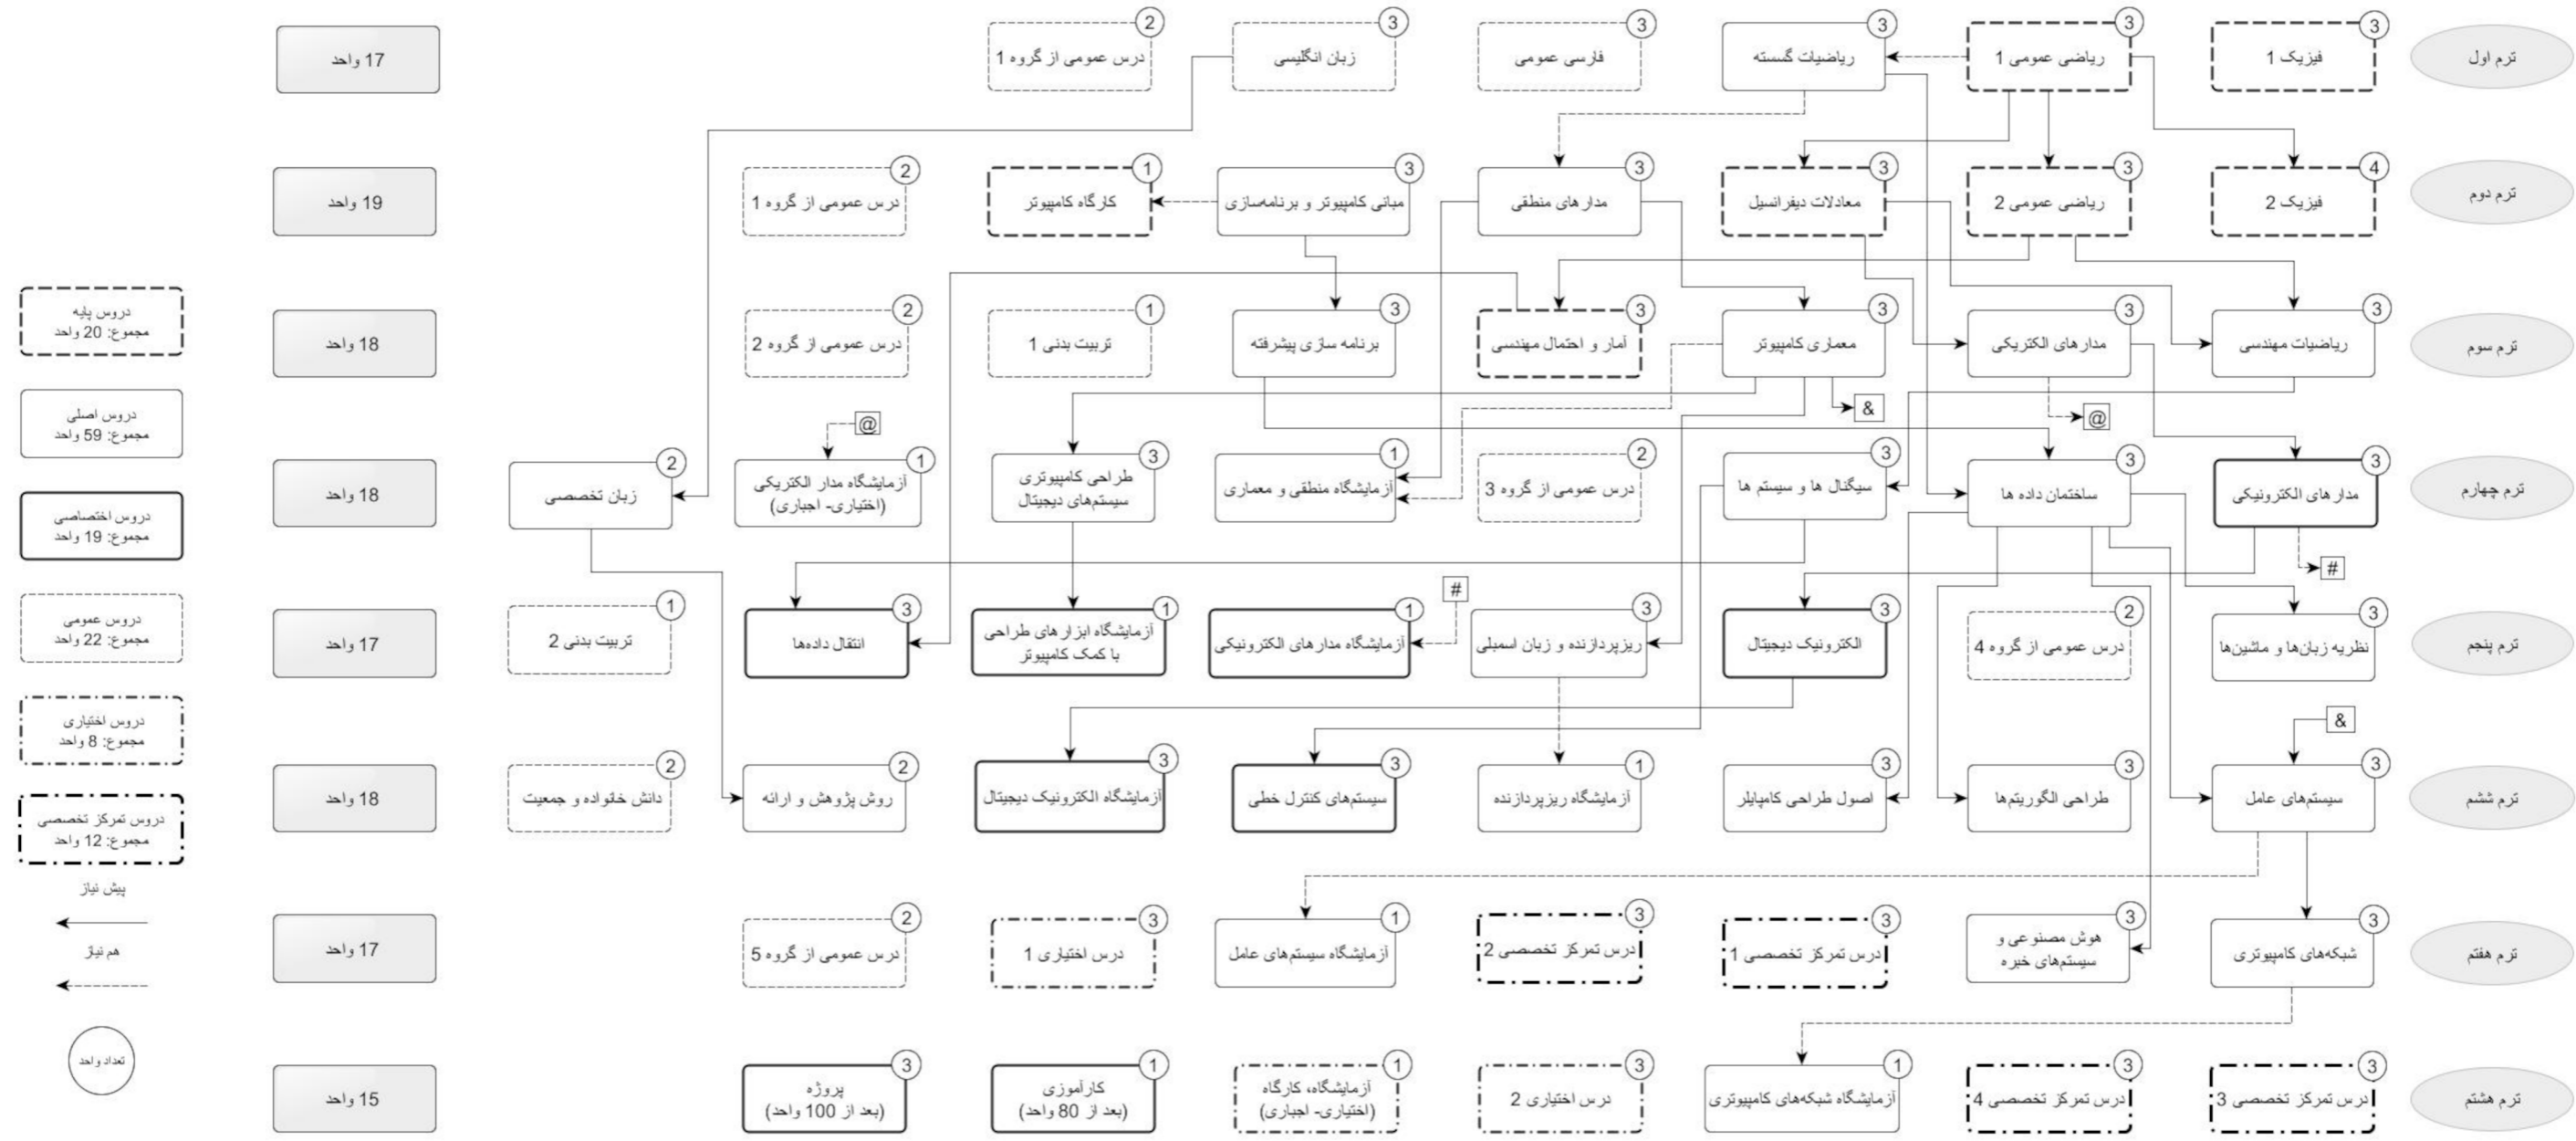 ترم اول
3
فیزیک 1
3
ریاضی عمومی 1
3
ریاضیات گسسته
3
فارسی عمومی
3
زبان انگلیسی
2
درس عمومی از گروه 1
17 واحد
ترم دوم
4
فیزیک 2
3
ریاضی عمومی 2
3
معادلات دیفرانسیل
3
مدارهای منطقی
3
مبانی کامپیوتر و برنامه‌سازی
1
کارگاه کامپیوتر
2
درس عمومی از گروه 1
19 واحد
ترم سوم
3
ریاضیات مهندسی
3
مدارهای الکتریکی
3
معماری کامپیوتر
3
آمار و احتمال مهندسی
3
برنامه سازی پیشرفته
1
تربیت بدنی 1
2
درس عمومی از گروه 2
18 واحد
@
&
@
ترم چهارم
3
مدارهای الکترونیکی
3
ساختمان داده ها
3
سیگنال ها و سیستم ها
2
درس عمومی از گروه 3
1
آزمایشگاه منطقی و معماری
3
طراحی کامپیوتری
سیستم‌های دیجیتال
1
آزمایشگاه مدار الکتریکی
(اختیاری- اجباری)
2
زبان تخصصی
18 واحد
#
#
ترم پنجم
3
نظریه زبان‌ها و ماشین‌ها
2
درس عمومی از گروه 4
3
الکترونیک دیجیتال
3
ریزپردازنده و زبان اسمبلی
1
آزمایشگاه مدارهای الکترونیکی
1
آزمایشگاه ابزارهای طراحی
با کمک کامپیوتر
3
انتقال داده‌ها
1
تربیت بدنی 2
17 واحد
&
ترم ششم
3
سیستم‌های عامل
3
طراحی الگوریتم‌ها
3
اصول طراحی کامپایلر
1
آزمایشگاه ریزپردازنده
3
سیستم‌های کنترل خطی
3
آزمایشگاه الکترونیک دیجیتال
2
روش پژوهش و ارائه
2
دانش خانواده و جمعیت
18 واحد
ترم هفتم
3
شبکه‌های کامپیوتری
3
هوش مصنوعی و
سیستم‌های خبره
3
درس تمرکز تخصصی 1
3
درس تمرکز تخصصی 2
1
آزمایشگاه سیستم‌های عامل
3
درس اختیاری 1
2
درس عمومی از گروه 5
17 واحد
ترم هشتم
3
درس تمرکز تخصصی 3
3
درس تمرکز تخصصی 4
1
آزمایشگاه شبکه‌های کامپیوتری
3
درس اختیاری 2
1
آزمایشگاه، کارگاه
(اختیاری- اجباری)
1
کارآموزی
(بعد از 80 واحد)
3
پروژه
(بعد از 100 واحد)
15 واحد
دروس پایه
مجموع: 20 واحد
دروس اصلی
مجموع: 59 واحد
دروس اختصاصی
مجموع: 19 واحد
دروس عمومی
مجموع: 22 واحد
دروس اختیاری
مجموع: 8 واحد
دروس تمرکز تخصصی
مجموع: 12 واحد
پیش نیاز
هم نیاز
تعداد واحد